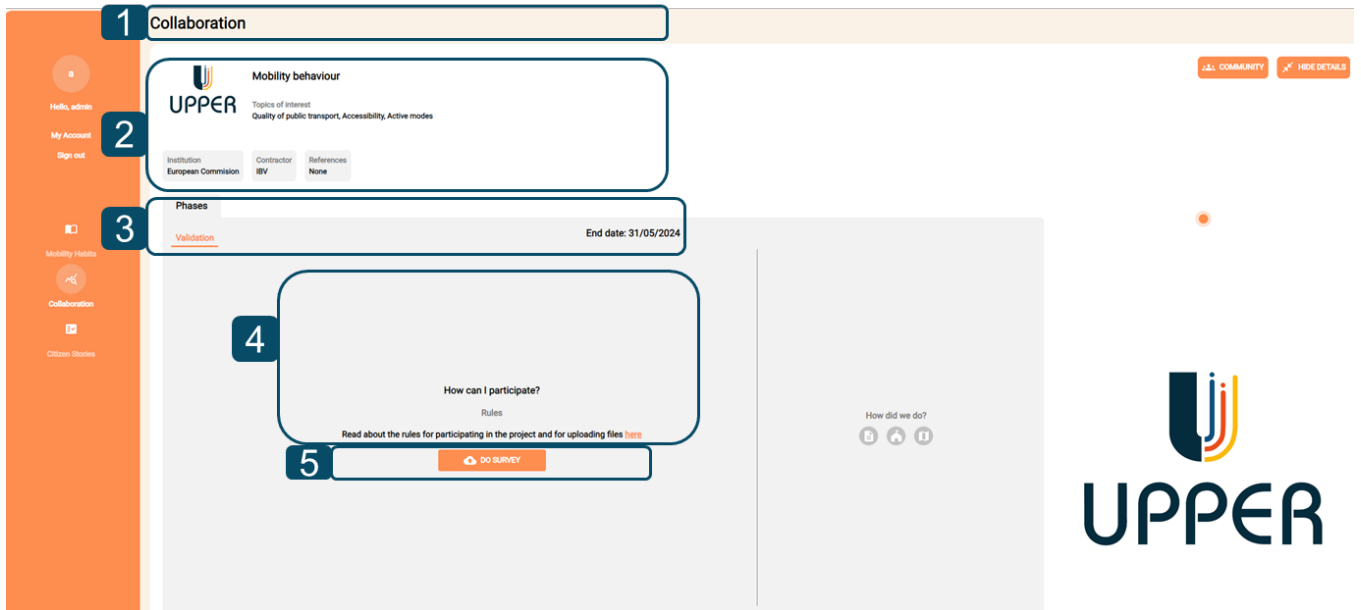 1
Collaboration
COMMUNITY
HIDE DETAILS
a
Hello, admin
My Account
Sign out
2
UPPER
Mobility behaviour
Topics of interest
Quality of public transport, Accessibility, Active modes
Institution
European Commision
Contractor
IBV
References
None
3
Phases
Validation
End date: 31/05/2024
Mobility Habits
Collaboration
Citizen Stories
4
How can I participate?
Rules
Read about the rules for participating in the project and for uploading files here
5
DO SURVEY
How did we do?
UPPER